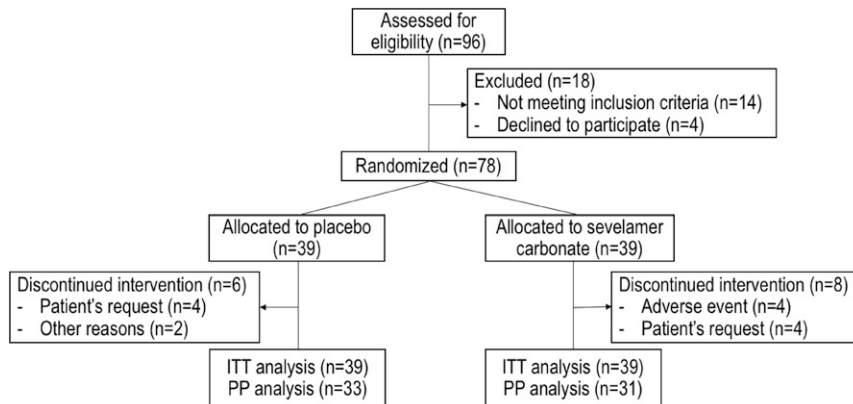 Assessed for
eligibility (n=96)
Excluded (n=18)
- Not meeting inclusion criteria (n=14)
- Declined to participate (n=4)
Randomized (n=78)
Allocated to placebo
(n=39)
Allocated to sevelamer
carbonate (n=39)
Discontinued intervention (n=6)
- Patient's request (n=4)
- Other reasons (n=2)
Discontinued intervention (n=8)
- Adverse event (n=4)
- Patient's request (n=4)
ITT analysis (n=39)
PP analysis (n=33)
ITT analysis (n=39)
PP analysis (n=31)